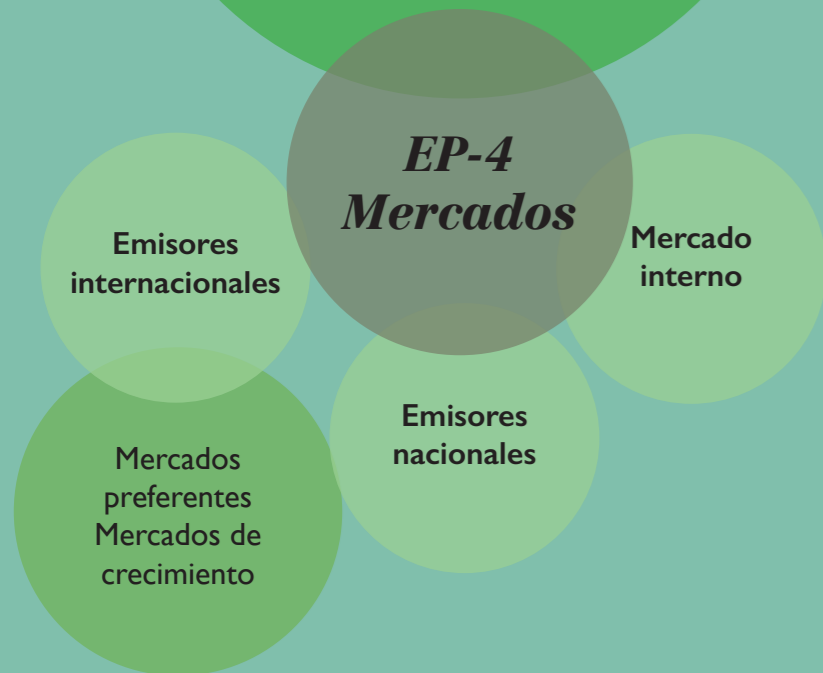 EP-4
Mercados
Emisores
internacionales
Mercado
interno
Emisores
nacionales
Mercados
preferentes
Mercados de
crecimiento